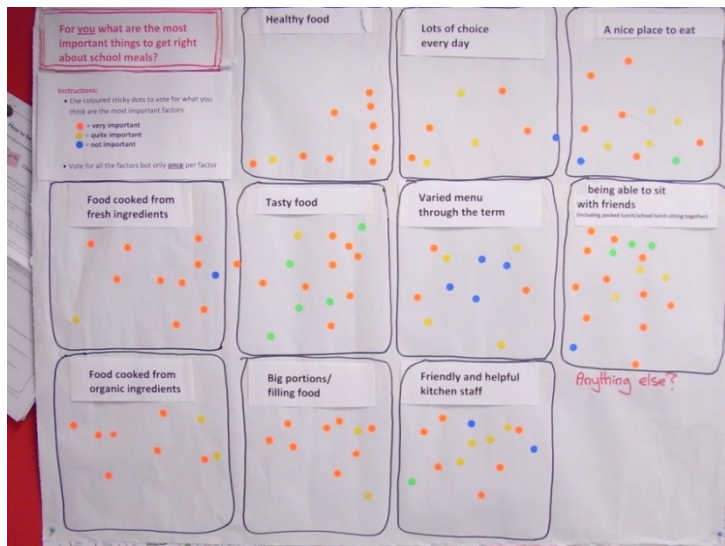 For you what are the most
important things to get right
about school meals?
Instructions:
• Use coloured sticky dots to vote for what you
think are the most important factors
= very important
= quite important
= not important
• Vote for all the factors but only once per factor
Healthy food
Lots of choice
every day
A nice place to eat
Food cooked from
fresh ingredients
Tasty food
Varied menu
through the term
being able to sit
with friends
(including packed lunch/school lunch sitting together)
Food cooked from
organic ingredients
Big portions/
filling food
Friendly and helpful
kitchen staff
Anything else?